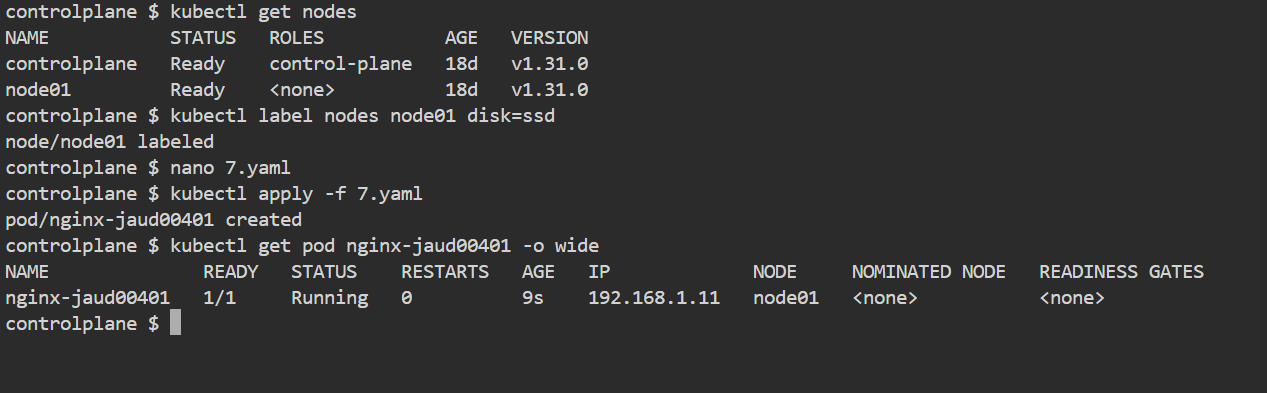 controlplane $ kubectl get nodes
NAME           STATUS   ROLES           AGE   VERSION
controlplane   Ready    control-plane   18d   v1.31.0
node01         Ready    <none>          18d   v1.31.0
controlplane $ kubectl label nodes node01 disk=ssd
node/node01 labeled
controlplane $ nano 7.yaml
controlplane $ kubectl apply -f 7.yaml
pod/nginx-jaud00401 created
controlplane $ kubectl get pod nginx-jaud00401 -o wide
NAME              READY   STATUS    RESTARTS   AGE   IP             NODE     NOMINATED NODE   READINESS GATES
nginx-jaud00401   1/1     Running   0          9s    192.168.1.11   node01   <none>           <none>
controlplane $